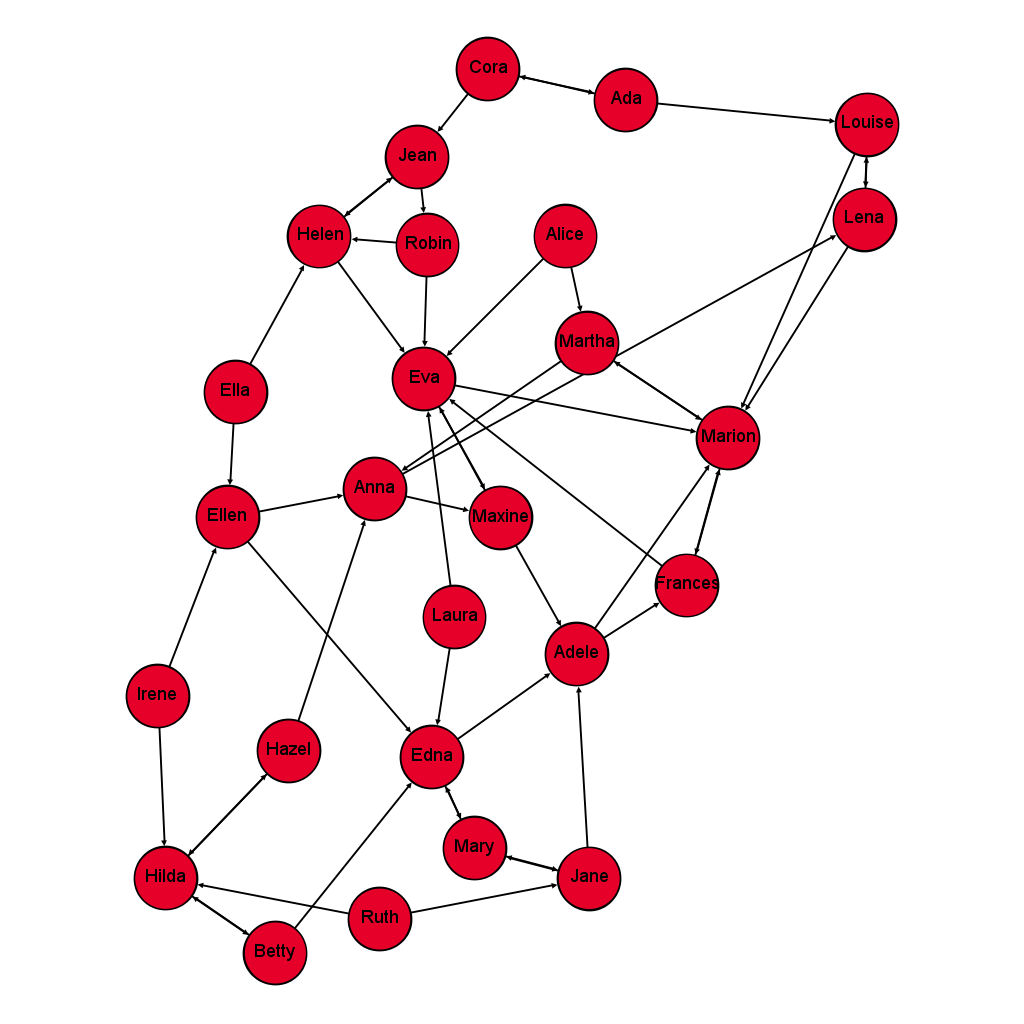 Cora
Ada
Louise
Jean
Lena
Helen
Robin
Alice
Martha
Eva
Ella
Marion
Anna
Ellen
Maxine
Frances
Laura
Adele
Irene
Hazel
Edna
Mary
Hilda
Jane
Ruth
Betty